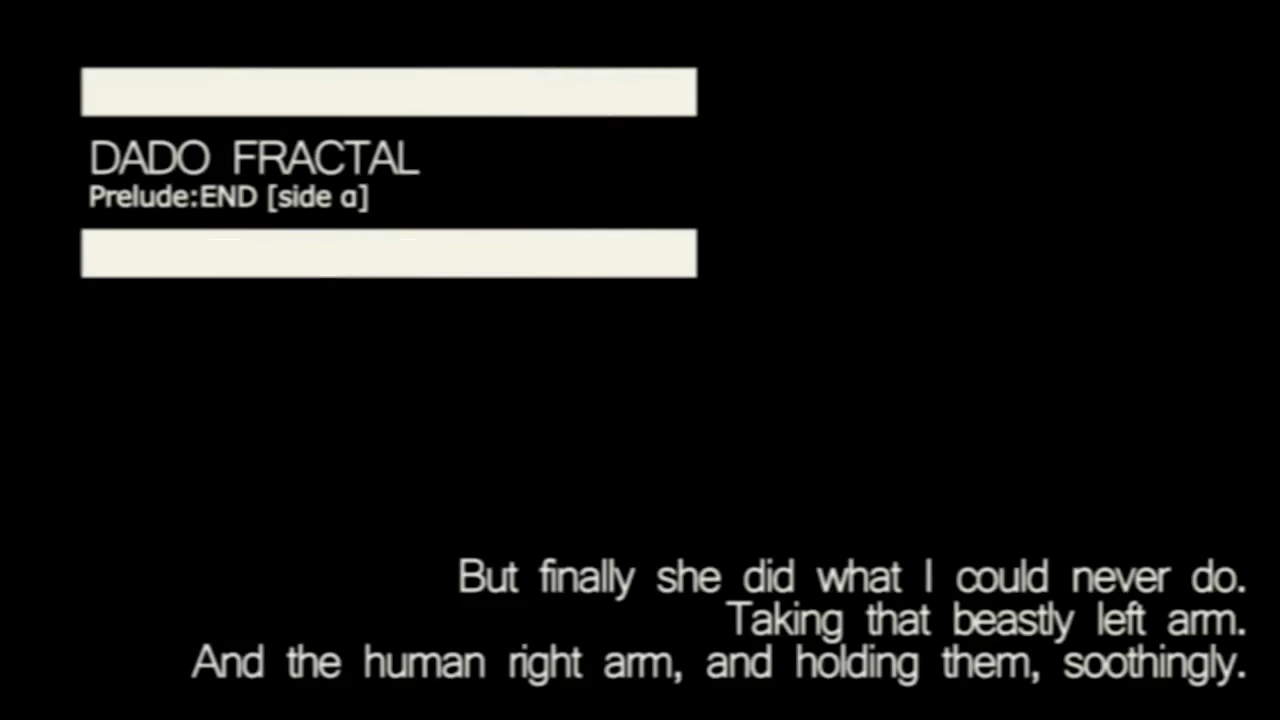 DADO FRACTAL
Prelude:END [side α]
But finally she did what I could never do.
Taking that beastly left arm.
And the human right arm, and holding them, soothingly.